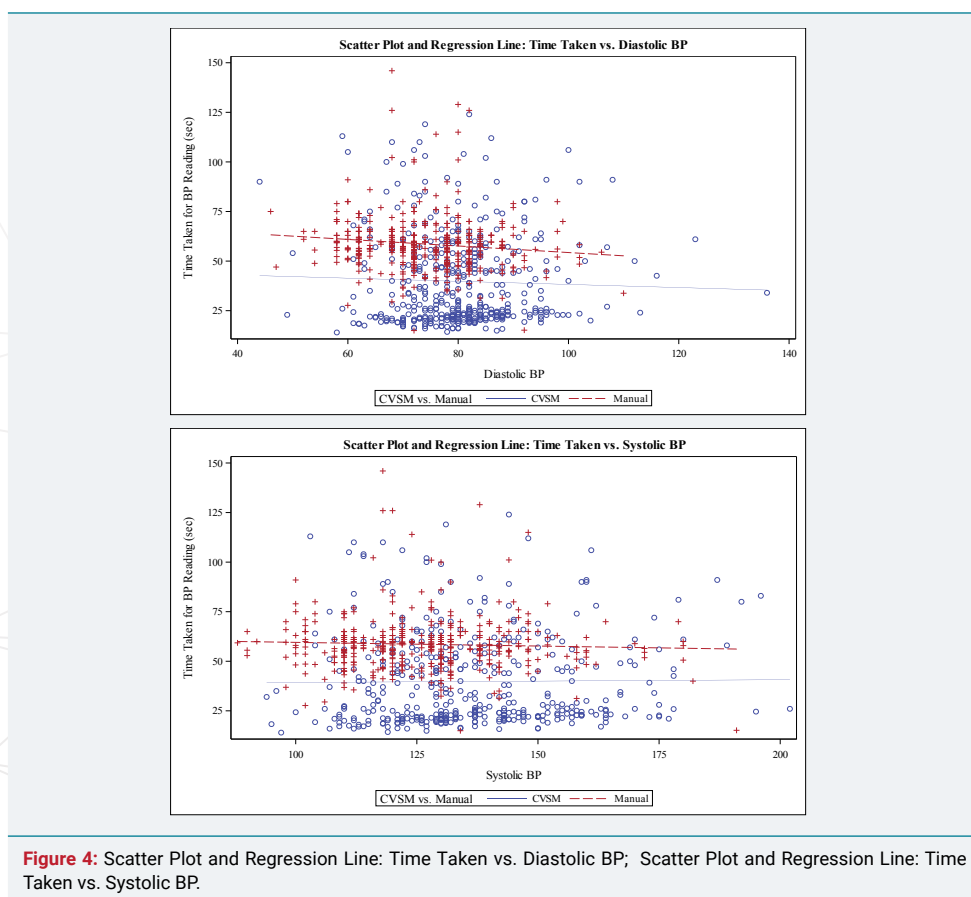 Scatter Plot and Regression Line: Time Taken vs. Diastolic BP
150
125
100
75
50
25
Time Taken for BP Reading (sec)
40 60 80 100 120 140
Diastolic BP
CVSM vs. Manual CVSM Manual
Scatter Plot and Regression Line: Time Taken vs. Systolic BP
150
125
100
75
50
25
Time Taken for BP Reading (sec)
100 125 150 175 200
Systolic BP
CVSM vs. Manual CVSM Manual
Figure 4: Scatter Plot and Regression Line: Time Taken vs. Diastolic BP; Scatter Plot and Regression Line: Time
Taken vs. Systolic BP.